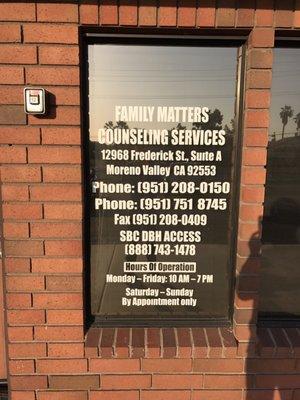 FAMILY MATTERS
COUNSELING SERVICES
12968 Frederick St., Suite A
Moreno Valley CA 92553
Phone: (951) 208-0150
Phone: (951) 751 8745
Fax (951) 208-0409
SBC DBH ACCESS
(888) 743-1478
Hours Of Operation
Monday – Friday: 10 AM – 7 PM
Saturday – Sunday
By Appointment only